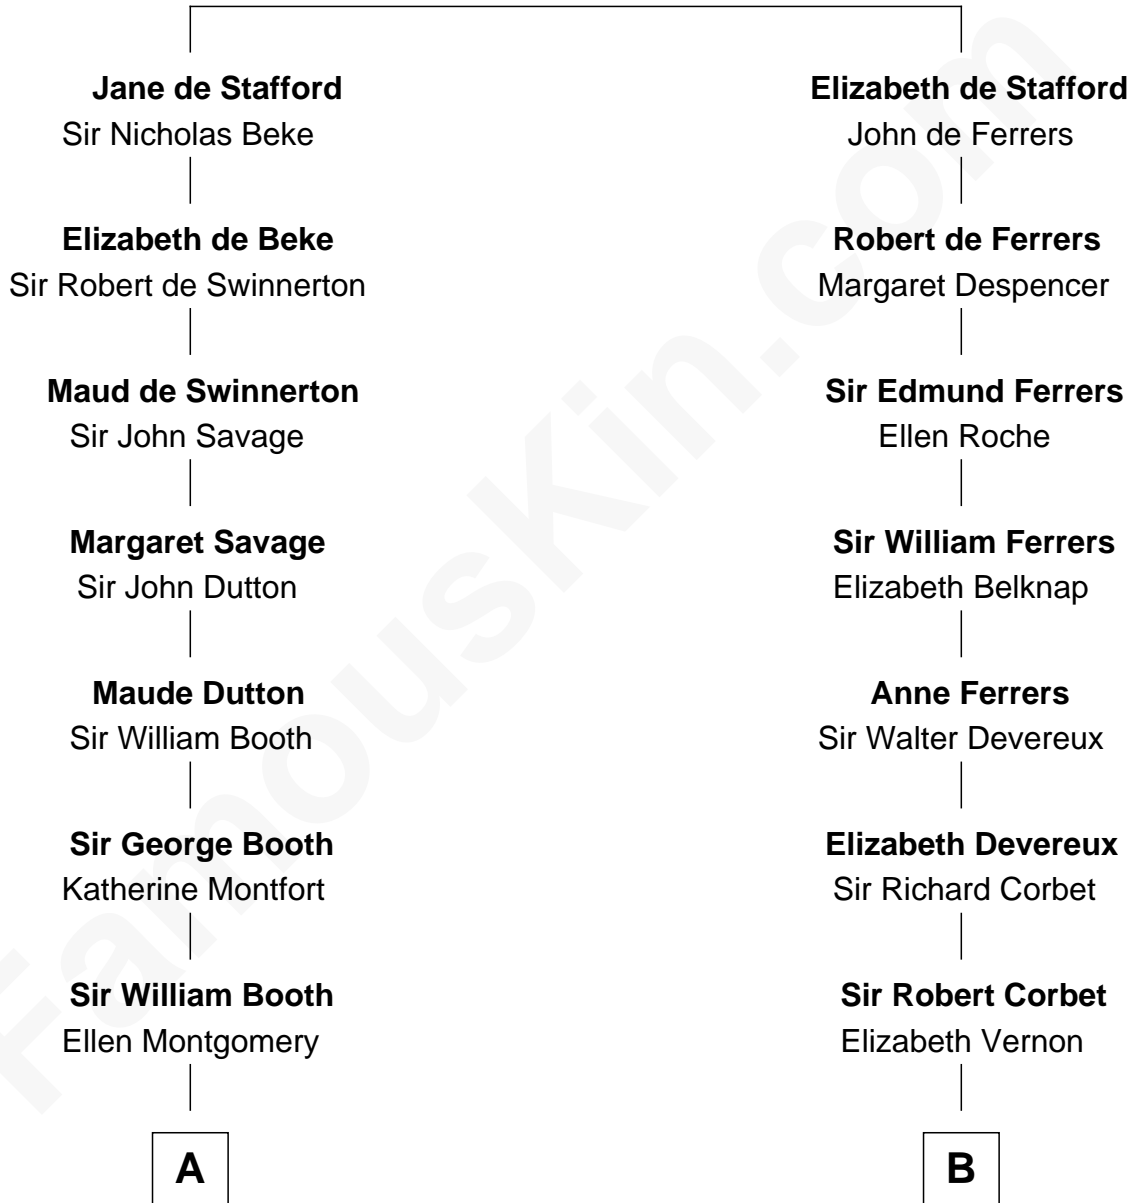 Jane de Stafford
Sir Nicholas Beke
Elizabeth de Stafford
John de Ferrers
Elizabeth de Beke
Sir Robert de Swinnerton
Robert de Ferrers
Margaret Despencer
Maud de Swinnerton
Sir John Savage
Sir Edmund Ferrers
Ellen Roche
Margaret Savage
Sir John Dutton
Sir William Ferrers
Elizabeth Belknap
Maude Dutton
Sir William Booth
Anne Ferrers
Sir Walter Devereux
Sir George Booth
Katherine Montfort
Elizabeth Devereux
Sir Richard Corbet
Sir William Booth
Ellen Montgomery
Sir Robert Corbet
Elizabeth Vernon
A
B
FamousKin.com